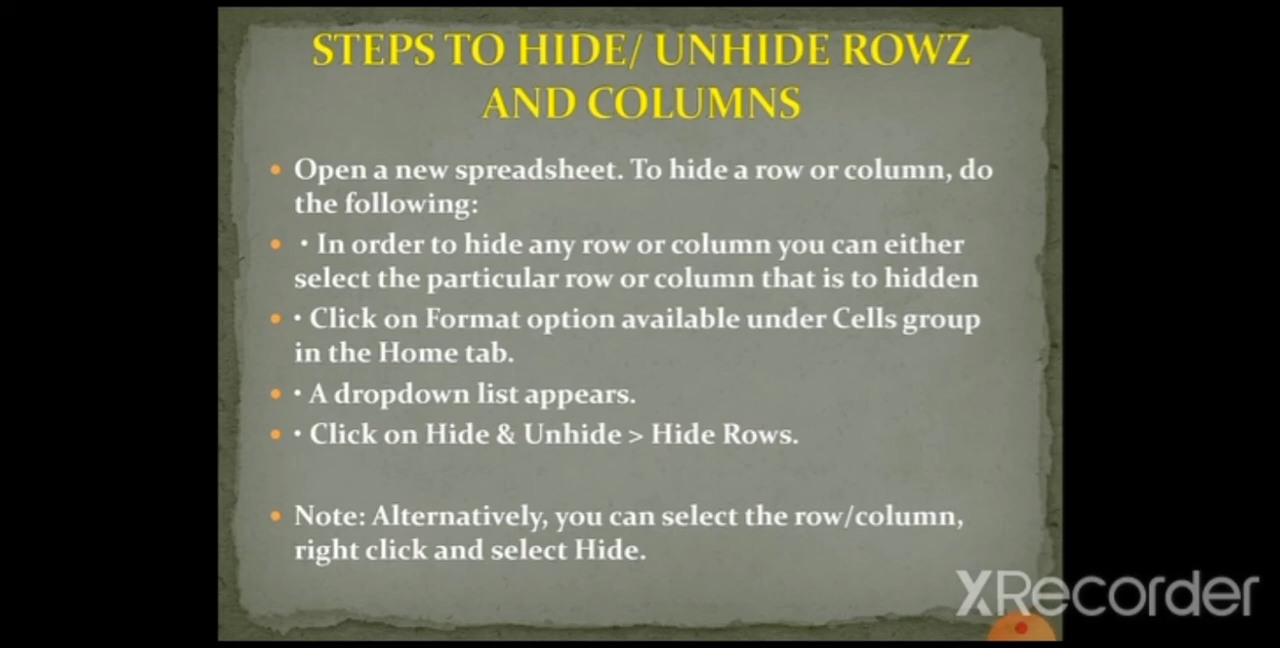 STEPS TO HIDE/ UNHIDE ROWZ
AND COLUMNS
• Open a new spreadsheet. To hide a row or column, do
the following:
• • In order to hide any row or column you can either
select the particular row or column that is to hidden
• • Click on Format option available under Cells group
in the Home tab.
• • A dropdown list appears.
• • Click on Hide & Unhide > Hide Rows.
• Note: Alternatively, you can select the row/column,
right click and select Hide.
XRecorder